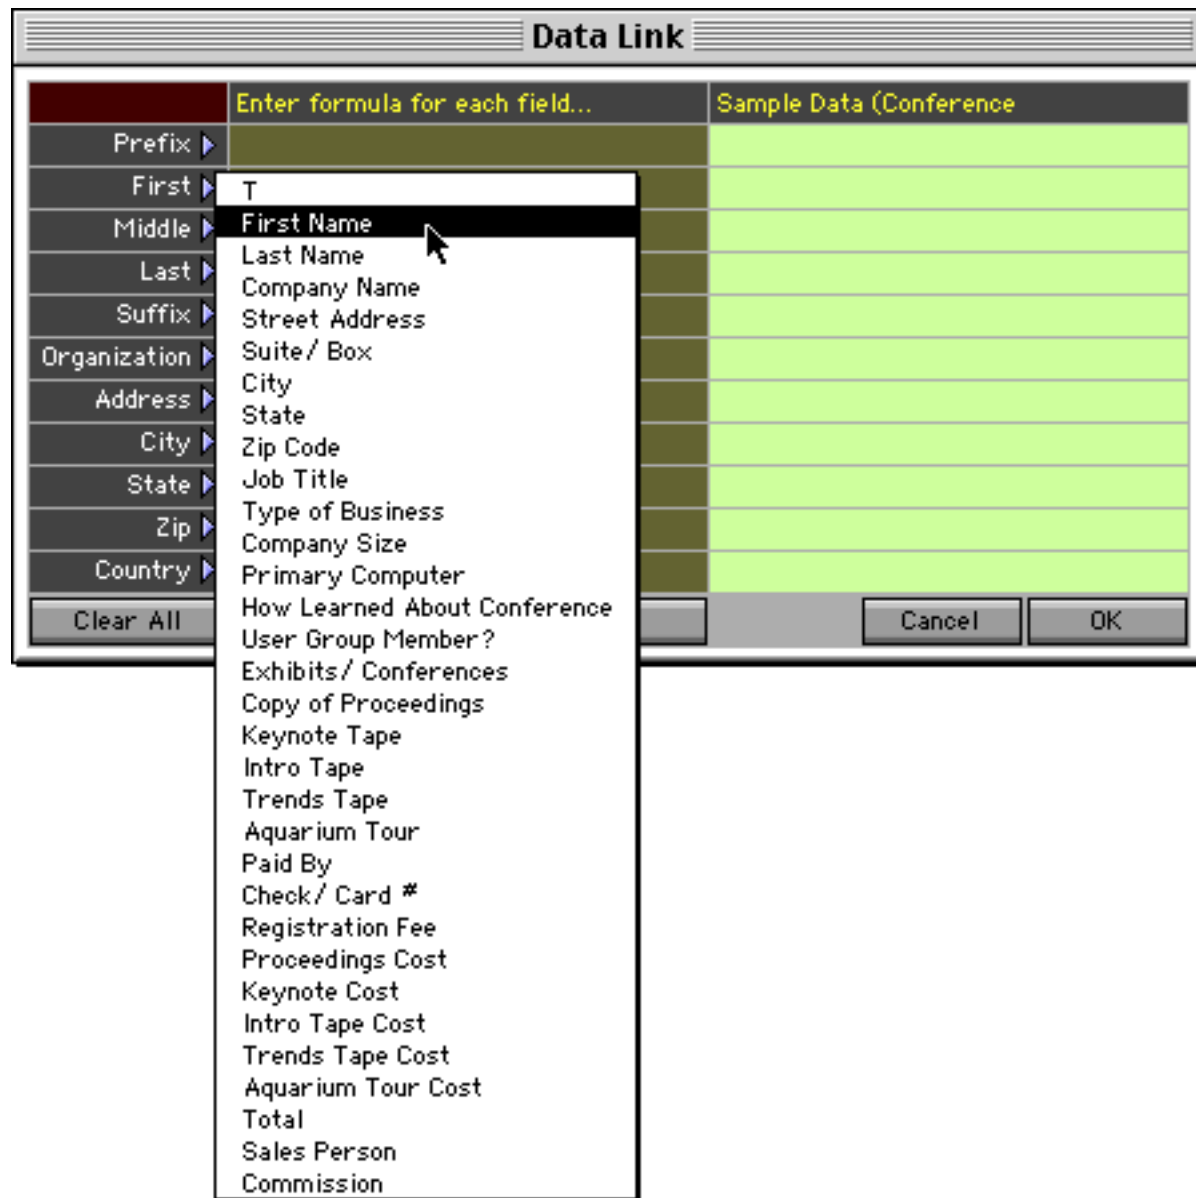 Data Link
Enter formula for each field... Sample Data (Conference
Prefix
First
Middle
Last
Suffix
Organization
Address
City
State
Zip
Country
T
First Name
Last Name
Company Name
Street Address
Suite/ Box
City
State
Zip Code
Job Title
Type of Business
Company Size
Primary Computer
How Learned About Conference
User Group Member?
Exhibits/ Conferences
Copy of Proceedings
Keynote Tape
Intro Tape
Trends Tape
Aquarium Tour
Paid By
Check/ Card #
Registration Fee
Proceedings Cost
Keynote Cost
Intro Tape Cost
Trends Tape Cost
Aquarium Tour Cost
Total
Sales Person
Commission
Clear All Cancel OK